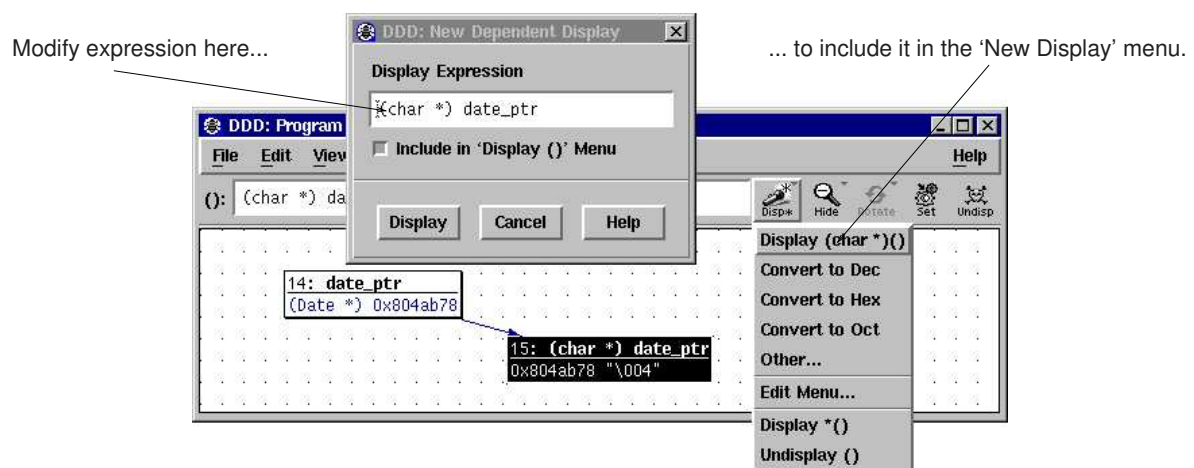 DDD: New Dependent Display
Modify expression here...
... to include it in the ‘New Display’ menu.
Display Expression
(char *) date_ptr
DDD: Program
Include in ‘Display ()’ Menu
File Edit View Help
(): (char *) da
Display Cancel Help
Disp* Hide Rotate Set Undisp
Display (char *)()
Convert to Dec
Convert to Hex
Convert to Oct
Other...
Edit Menu...
Display *()
Undisplay ()
14: date_ptr
(Date *) 0x804ab78
15: (char *) date_ptr
0x804ab78 "\004"